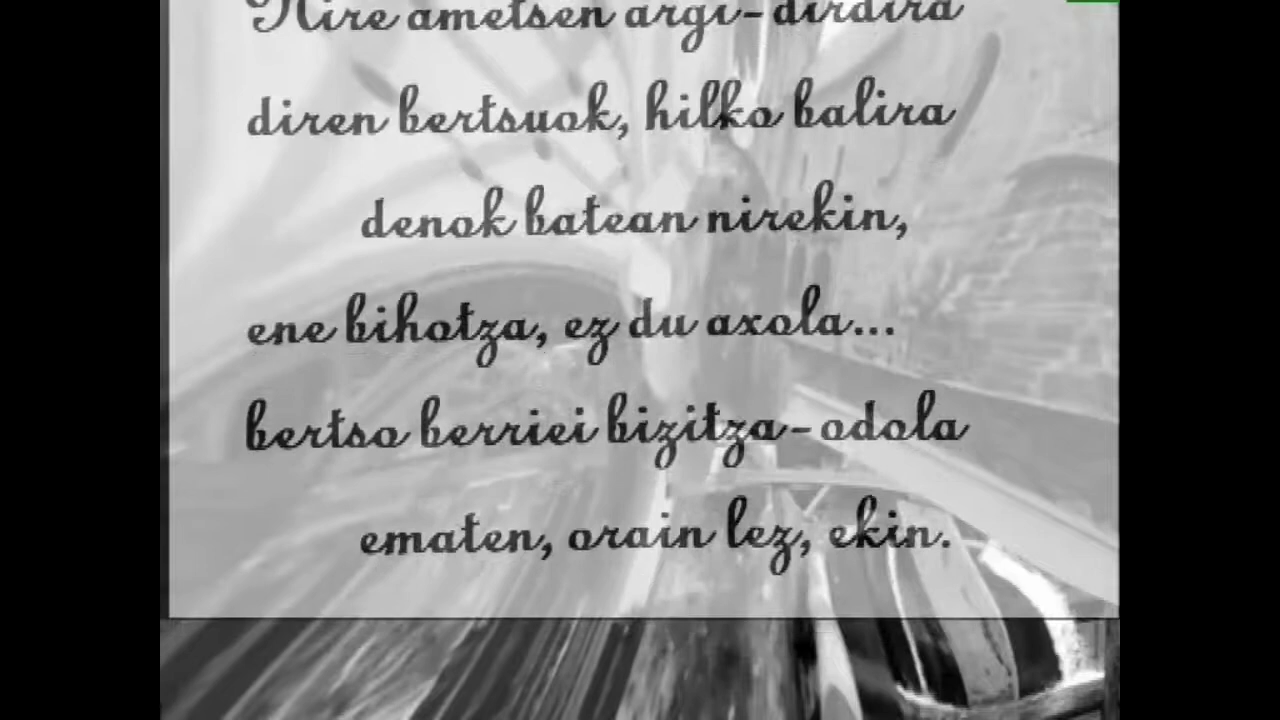 Nire ametsen argi-dirdira
diren bertsuok, hilko balira
denok batean nirekin,
ene bihotza, ez du axola...
bertso berriei bizitza-odola
ematen, orain lez, ekin.